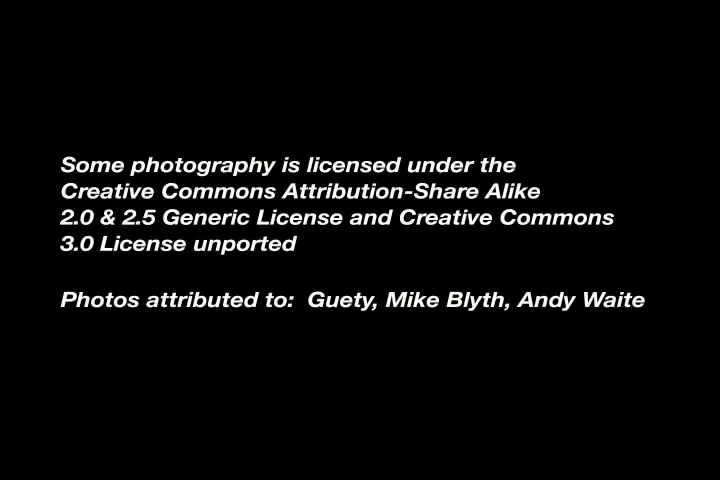 Some photography is licensed under the
Creative Commons Attribution-Share Alike
2.0 & 2.5 Generic License and Creative Commons
3.0 License unported
Photos attributed to:  Guety, Mike Blyth, Andy Waite